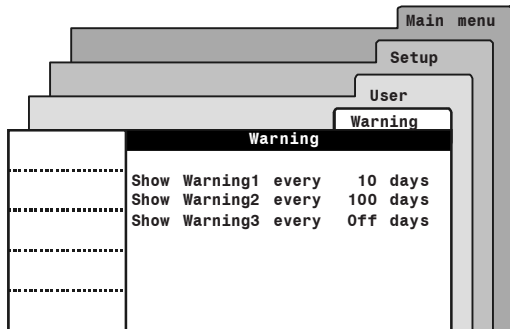 Main menu
Setup
User
Warning
Warning
Show Warning1 every 10 days
Show Warning2 every 100 days
Show Warning3 every Off days